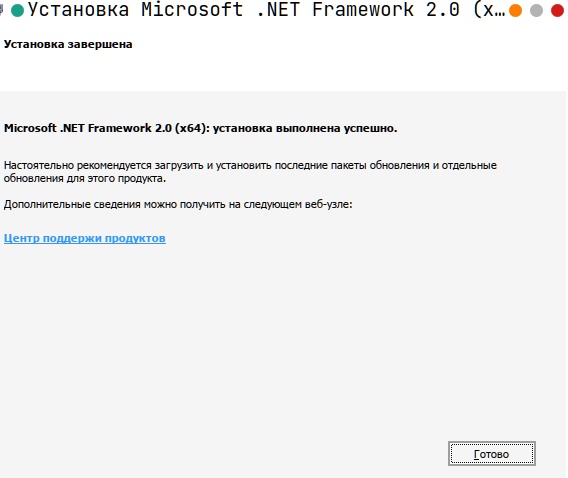 Установка Microsoft .NET Framework 2.0 (x…
Установка завершена
Microsoft .NET Framework 2.0 (x64): установка выполнена успешно.
Настоятельно рекомендуется загрузить и установить последние пакеты обновления и отдельные
обновления для этого продукта.
Дополнительные сведения можно получить на следующем веб-узле:
Центр поддержи продуктов
Готово